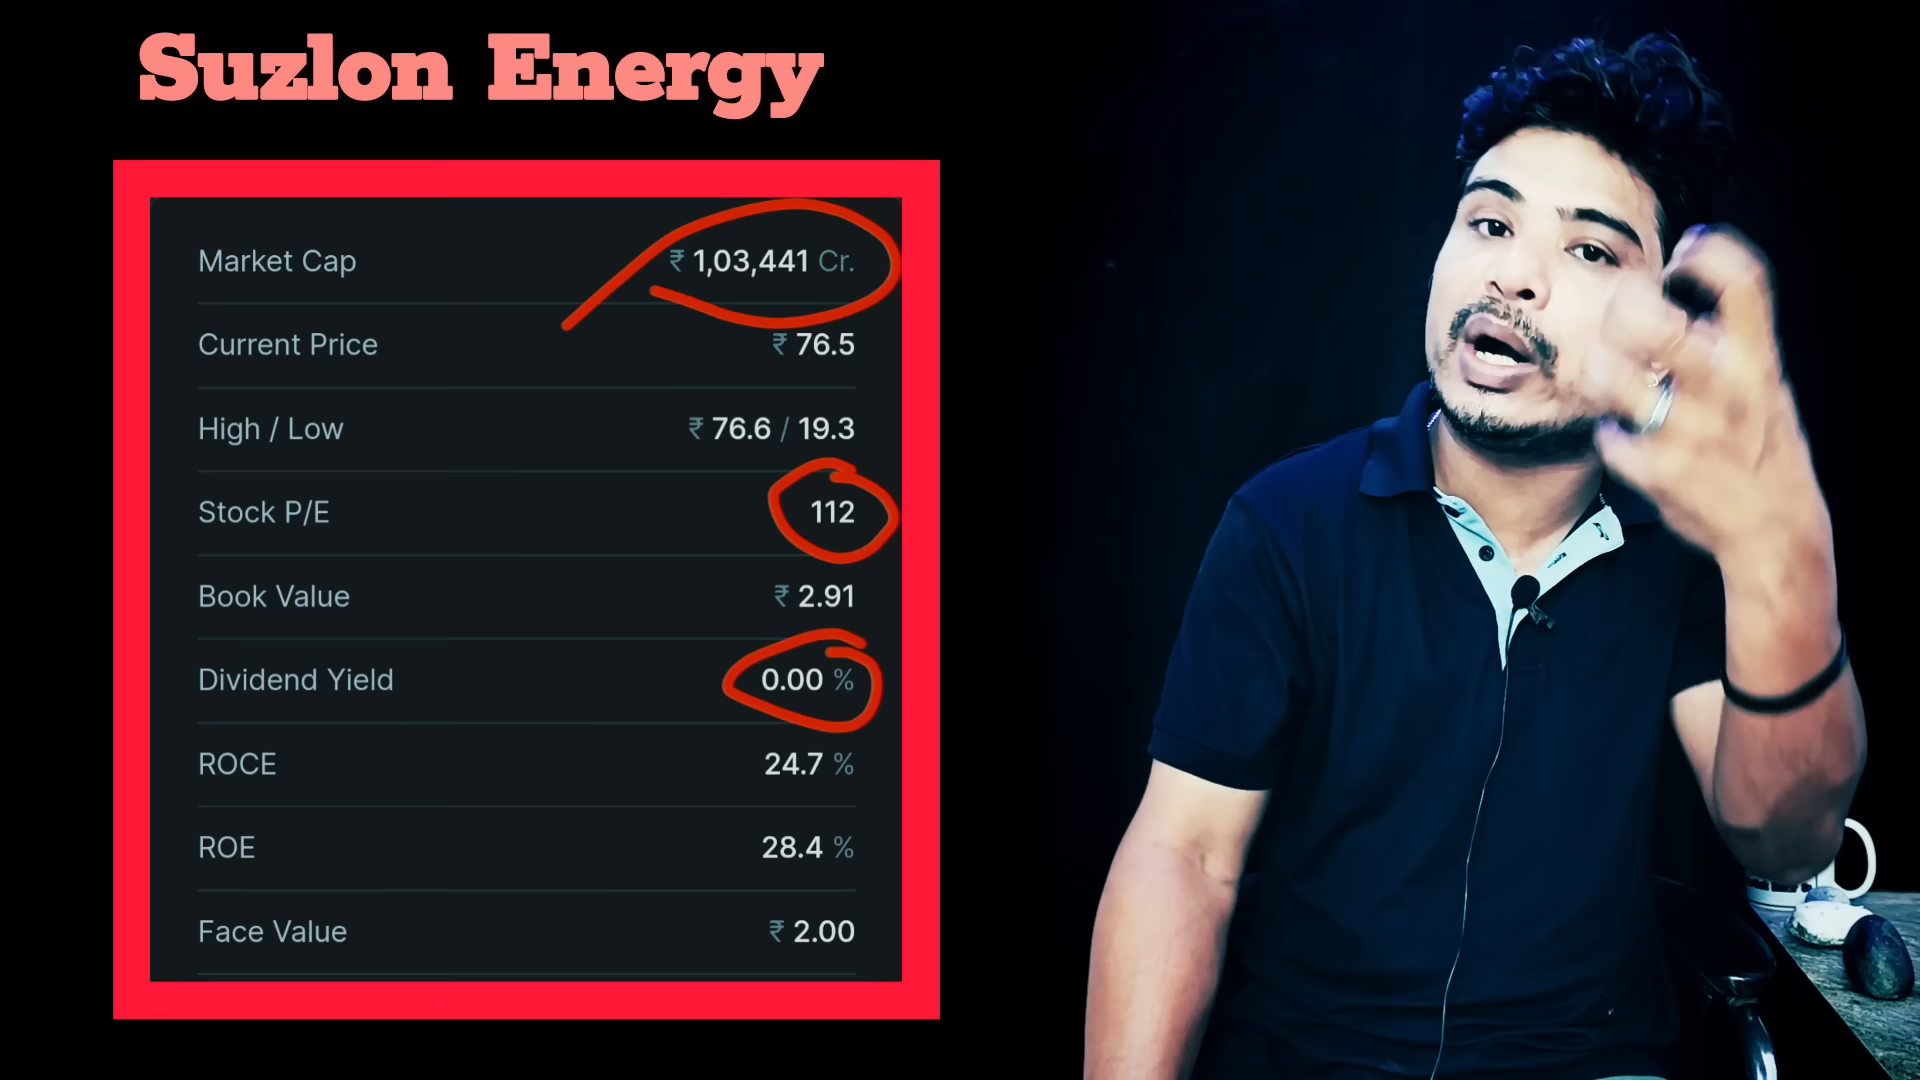 Suzlon Energy
Market Cap ₹ 1,03,441 Cr.
Current Price ₹ 76.5
High / Low ₹ 76.6 / 19.3
Stock P/E 112
Book Value ₹ 2.91
Dividend Yield 0.00 %
ROCE 24.7 %
ROE 28.4 %
Face Value ₹ 2.00